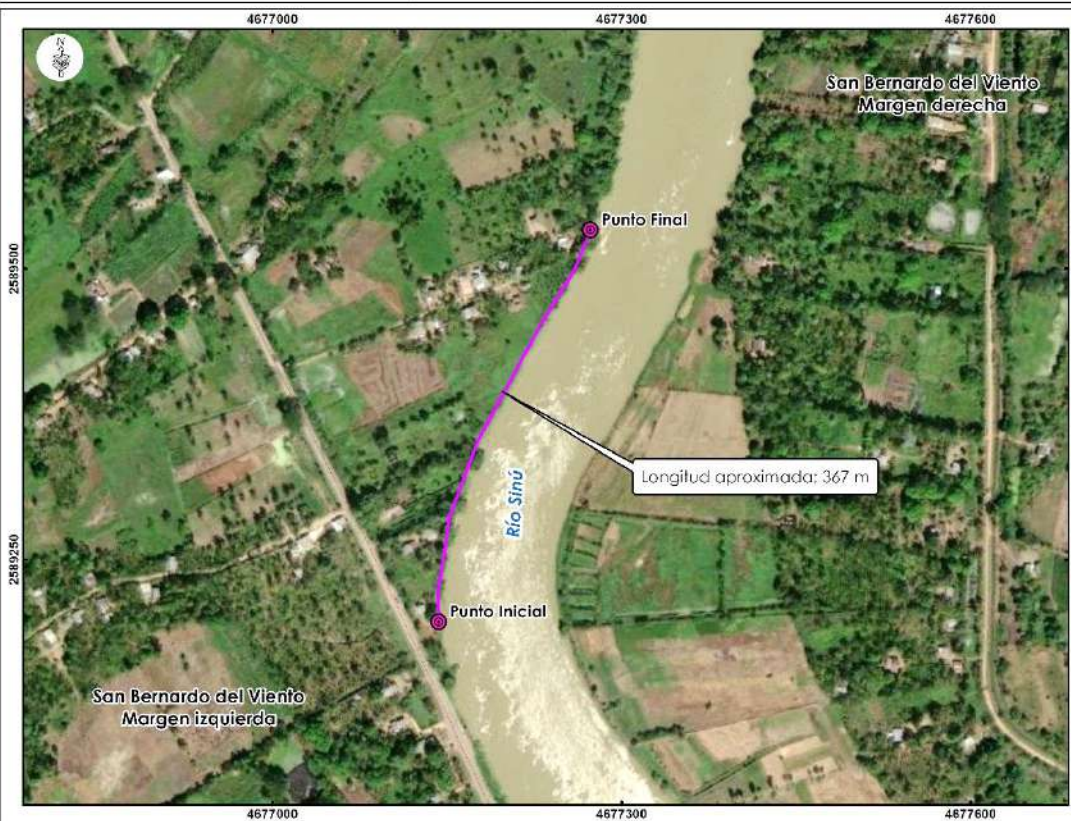 4677000
4677300
4677600
San Bernardo del Viento
Margen derecha
Punto Final
2589500
Longitud aproximada: 367 m
Río Sinú
2589250
Punto Inicial
San Bernardo del Viento
Margen izquierda
4677000
4677300
4677600